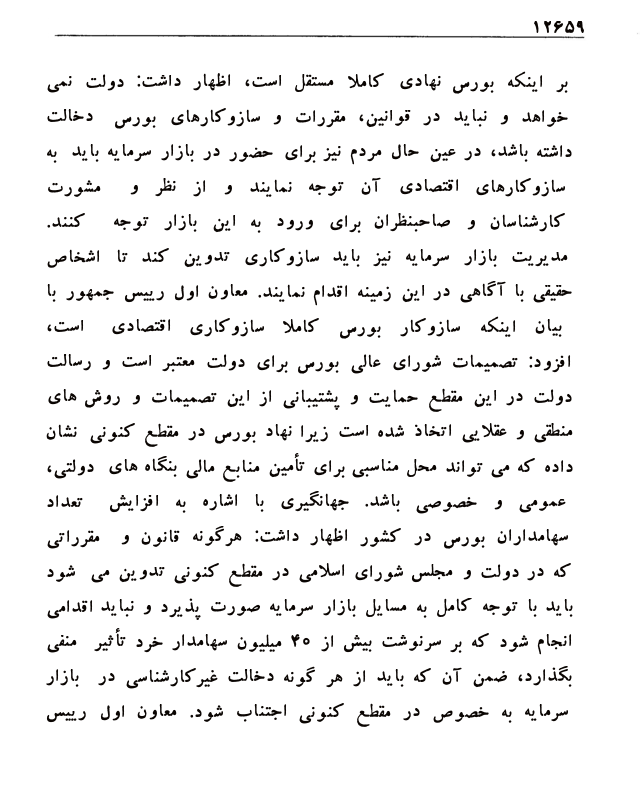 ۱۲۶۵۹
بر اینکه بورس نهادی کاملا مستقل است، اظهار داشت: دولت نمی
خواهد و نباید در قوانین، مقررات و سازوکارهای بورس دخالت
داشته باشد، در عین حال مردم نیز برای حضور در بازار سرمایه باید به
سازوکارهای اقتصادی آن توجه نمایند و از نظر و مشورت
کارشناسان و صاحبنظران برای ورود به این بازار توجه کنند.
مدیریت بازار سرمایه نیز باید سازوکاری تدوین کند تا اشخاص
حقیقی با آگاهی در این زمینه اقدام نمایند. معاون اول رییس جمهور با
بیان اینکه سازوکار بورس کاملا سازوکاری اقتصادی است،
افزود: تصمیمات شورای عالی بورس برای دولت معتبر است و رسالت
دولت در این مقطع حمایت و پشتیبانی از این تصمیمات و روش های
منطقی و عقلایی اتخاذ شده است زیرا نهاد بورس در مقطع کنونی نشان
داده که می تواند محل مناسبی برای تأمین منابع مالی بنگاه های دولتی،
عمومی و خصوصی باشد. جهانگیری با اشاره به افزایش تعداد
سهامداران بورس در کشور اظهار داشت: هرگونه قانون و مقرراتی
که در دولت و مجلس شورای اسلامی در مقطع کنونی تدوین می شود
باید با توجه کامل به مسایل بازار سرمایه صورت پذیرد و نباید اقدامی
انجام شود که بر سرنوشت بیش از ۴۰ میلیون سهامدار خرد تأثیر منفی
بگذارد، ضمن آن که باید از هر گونه دخالت غیرکارشناسی در بازار
سرمایه به خصوص در مقطع کنونی اجتناب شود. معاون اول رییس